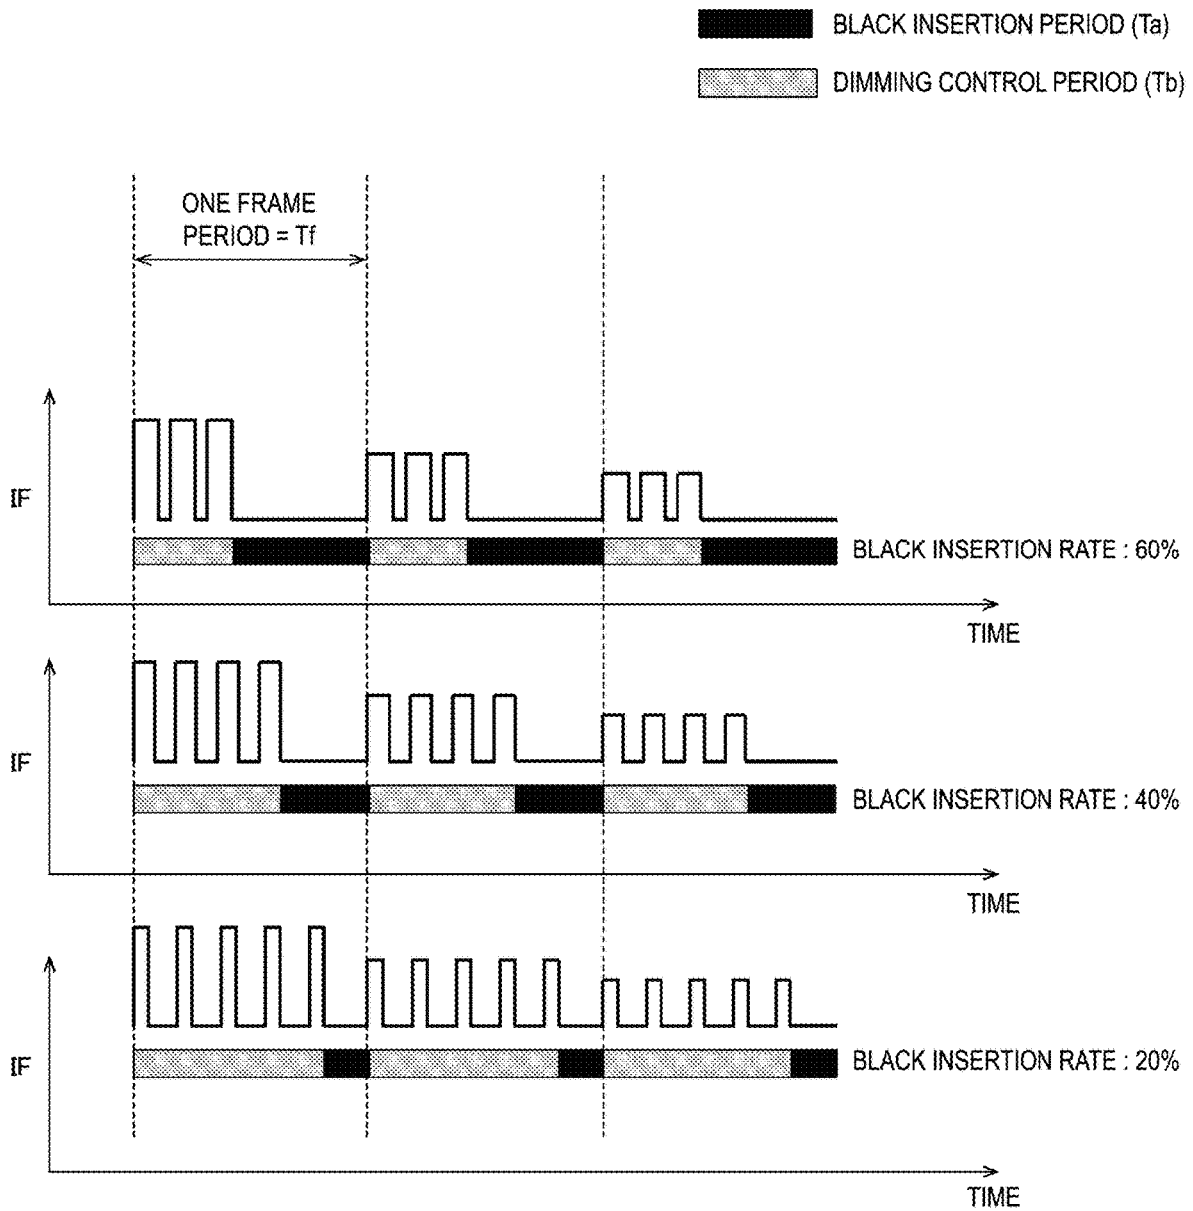 BLACK INSERTION PERIOD (Ta)
DIMMING CONTROL PERIOD (Tb)
ONE FRAME
PERIOD = Tf
IF
BLACK INSERTION RATE : 60%
TIME
IF
BLACK INSERTION RATE : 40%
TIME
IF
BLACK INSERTION RATE : 20%
TIME